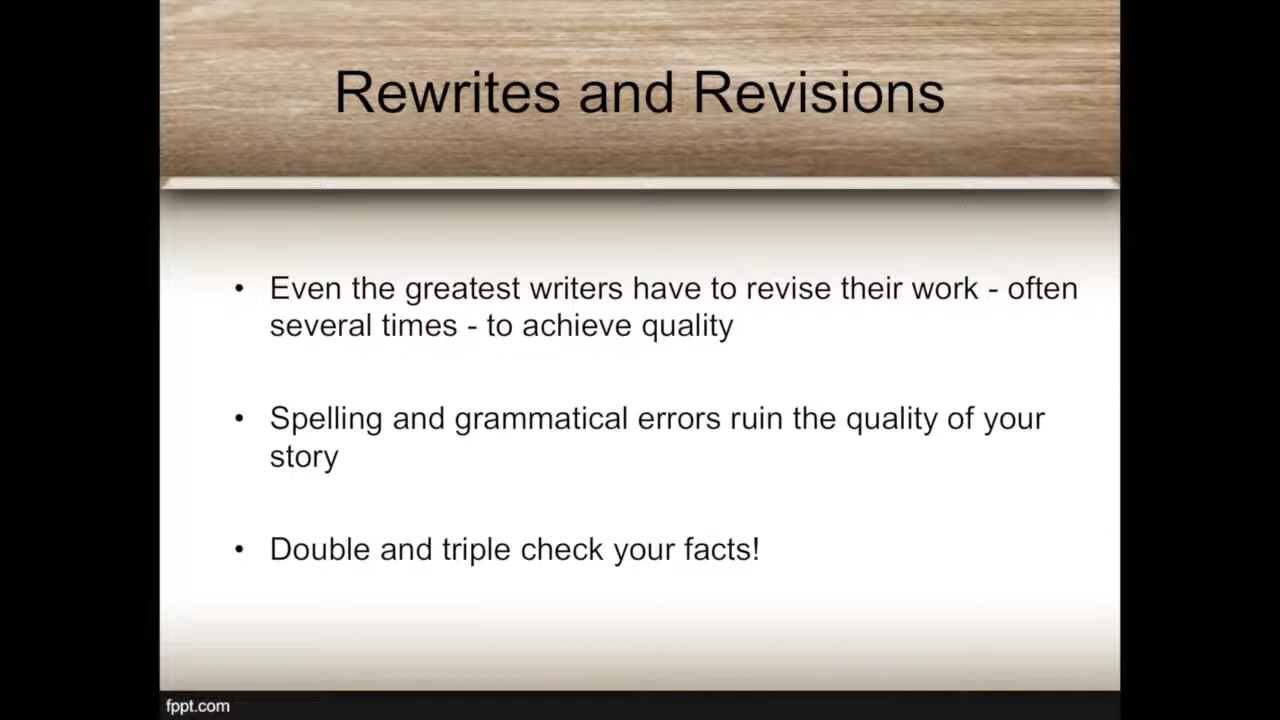 Rewrites and Revisions
• Even the greatest writers have to revise their work - often
several times - to achieve quality
• Spelling and grammatical errors ruin the quality of your
story
• Double and triple check your facts!
fppt.com